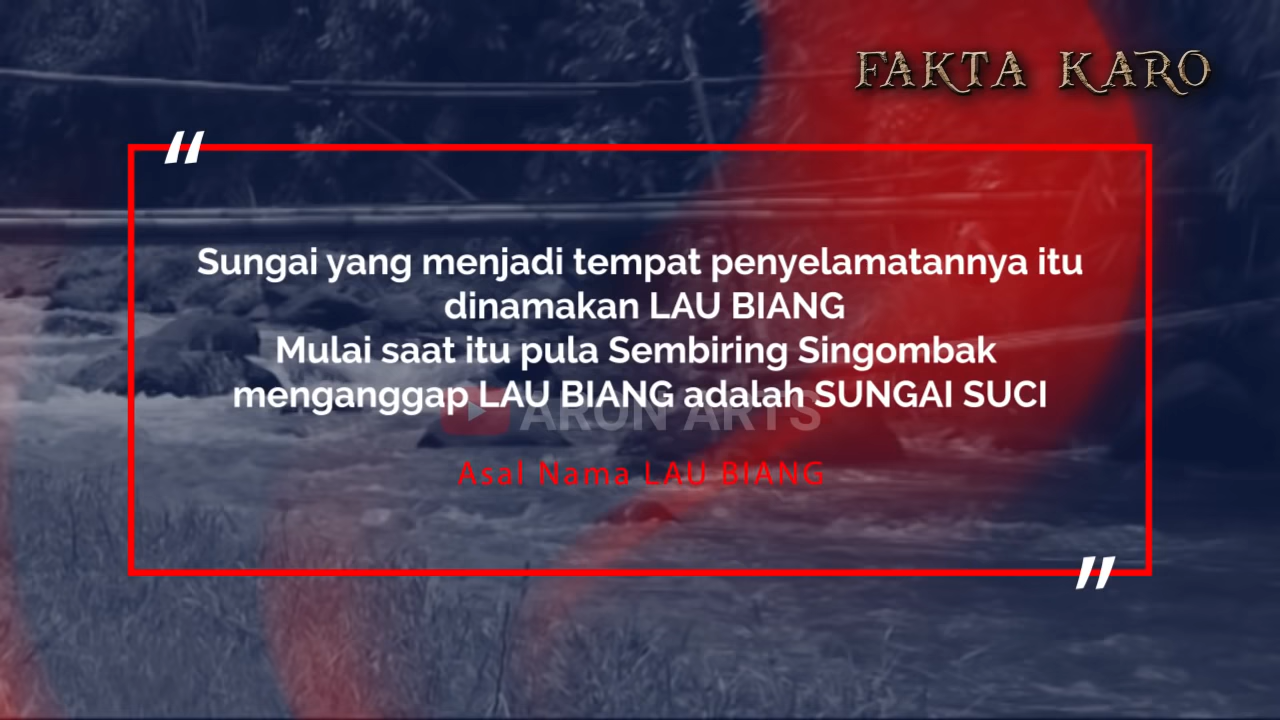 FAKTA KARO
"
Sungai yang menjadi tempat penyelamatannya itu
dinamakan LAU BIANG
Mulai saat itu pula Sembiring Singombak
menganggap LAU BIANG adalah SUNGAI SUCI
ARON ARTS
Asal Nama LAU BIANG
"